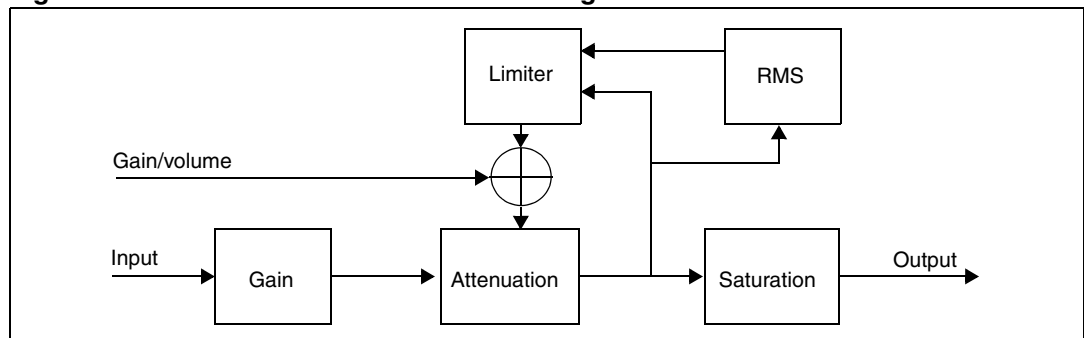 Limiter
RMS
Gain/volume
Input
Gain
Attenuation
Saturation
Output